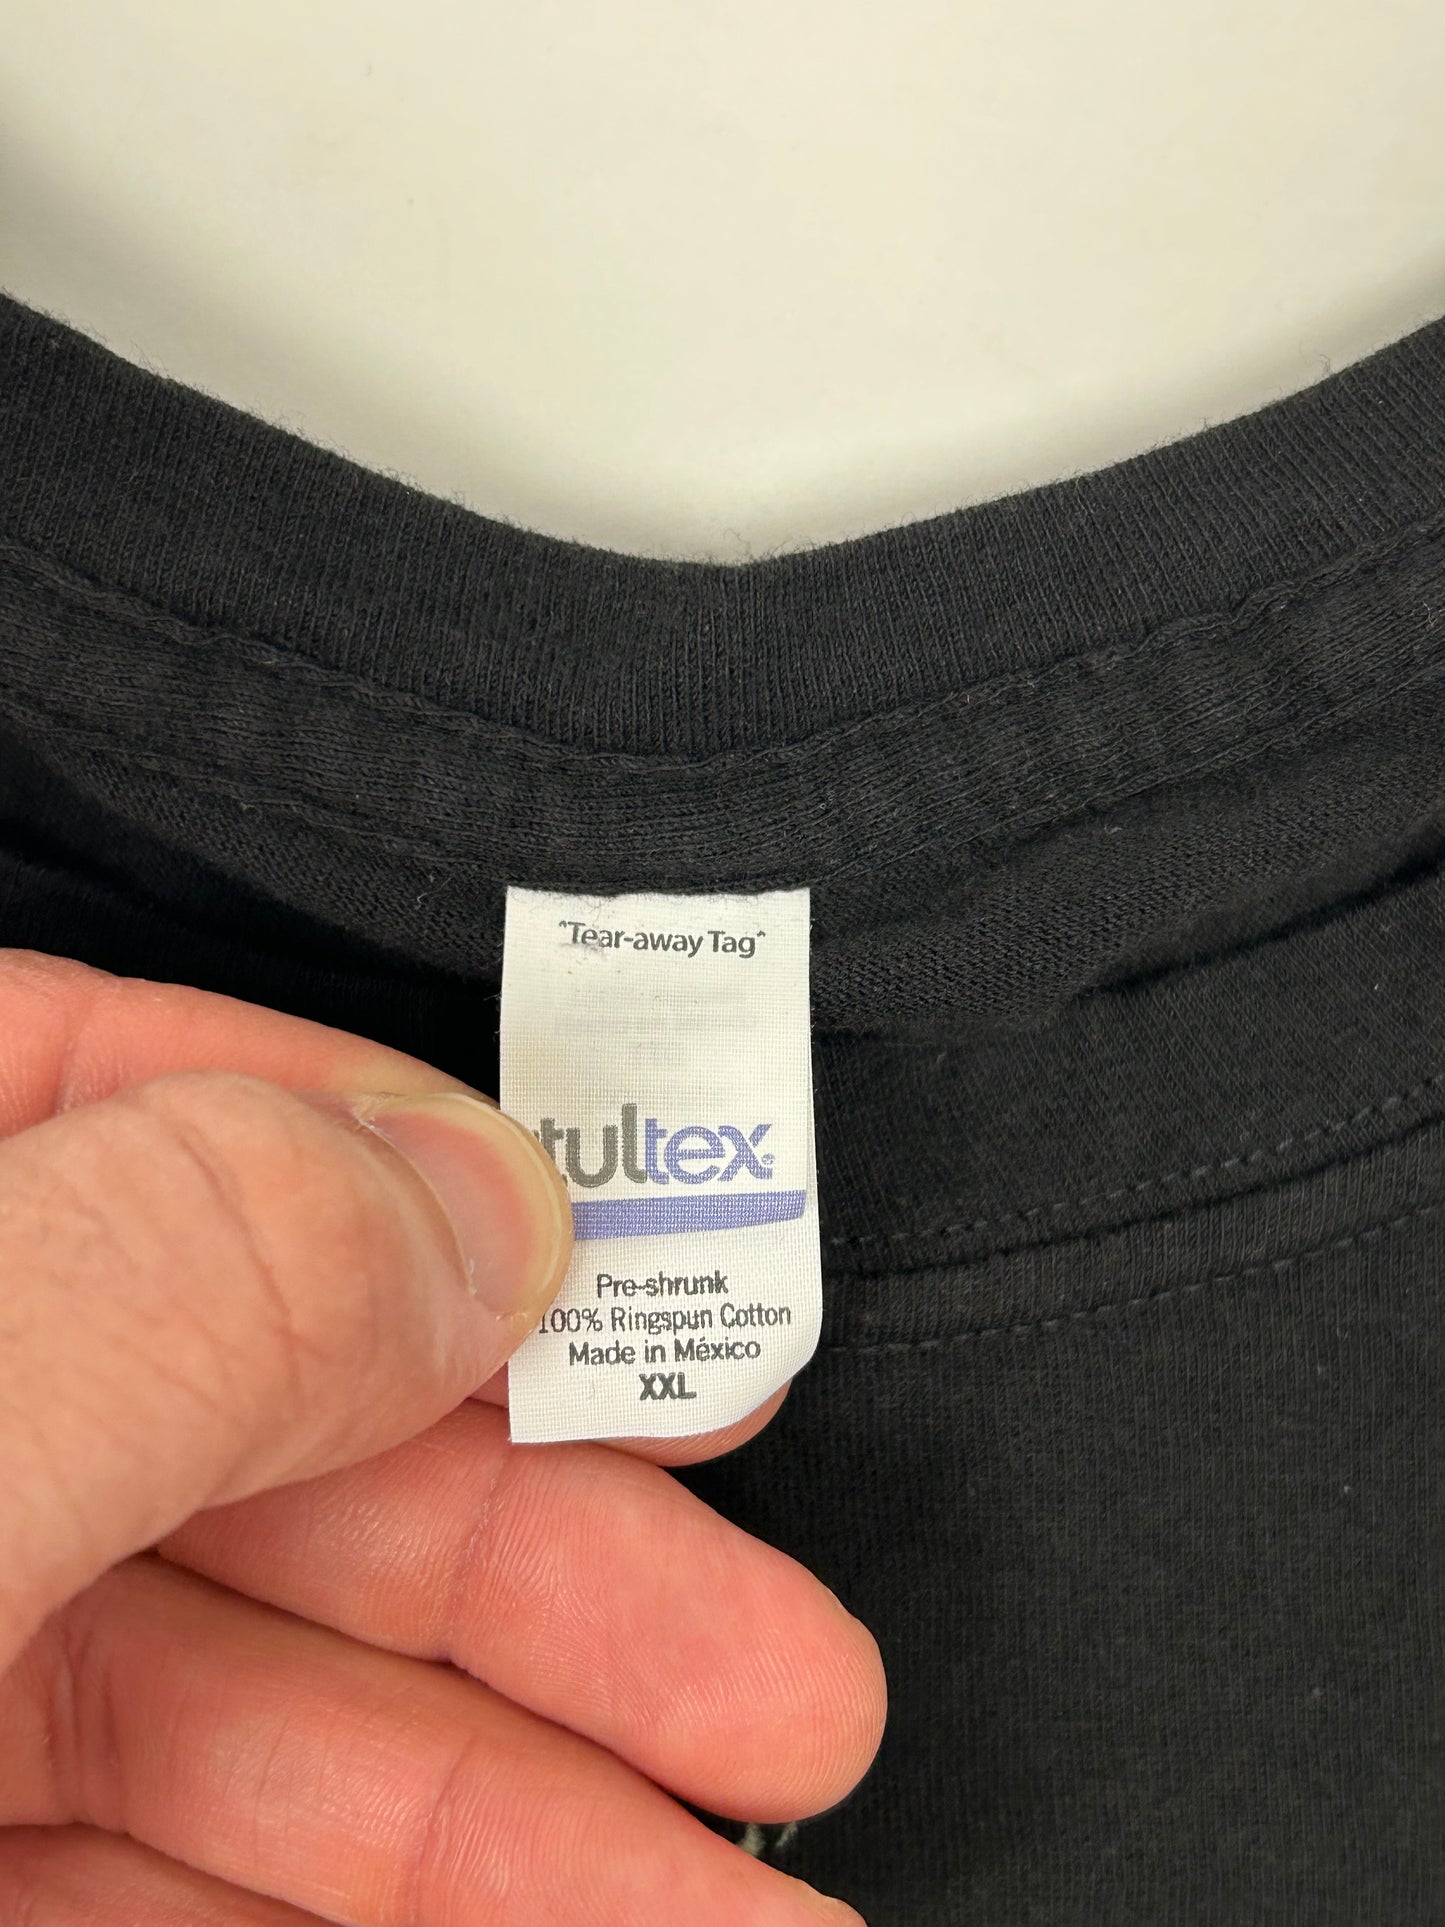 "Tear-away Tag"
tultex®
Pre-shrunk
100% Ringspun Cotton
Made in México
XXL